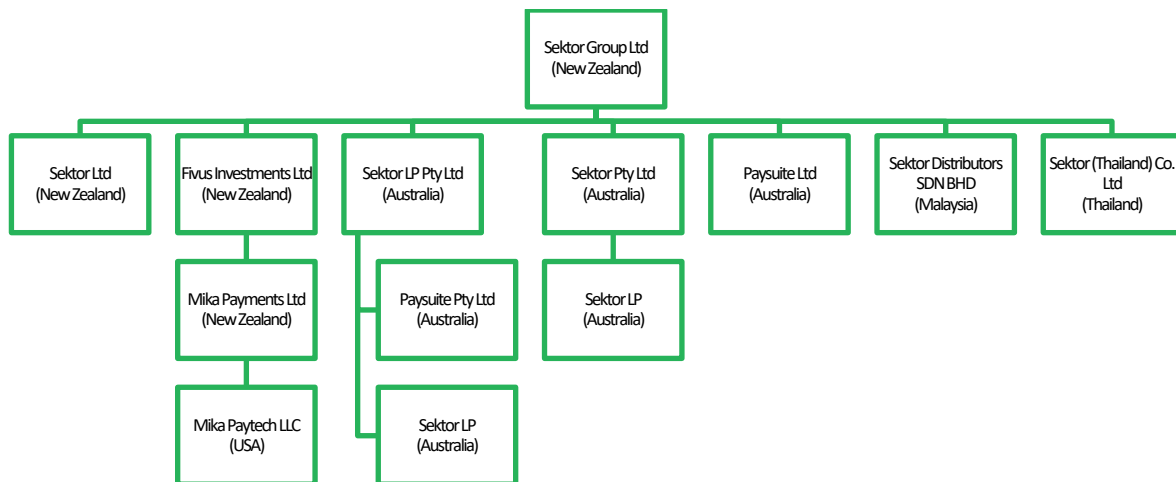 Sektor Group Ltd
(New Zealand)
Sektor Ltd
(New Zealand)
Fivus Investments Ltd
(New Zealand)
Sektor LP Pty Ltd
(Australia)
Sektor Pty Ltd
(Australia)
Paysuite Ltd
(Australia)
Sektor Distributors
SDN BHD
(Malaysia)
Sektor (Thailand) Co.
Ltd
(Thailand)
Mika Payments Ltd
(New Zealand)
Paysuite Pty Ltd
(Australia)
Sektor LP
(Australia)
Mika Paytech LLC
(USA)
Sektor LP
(Australia)